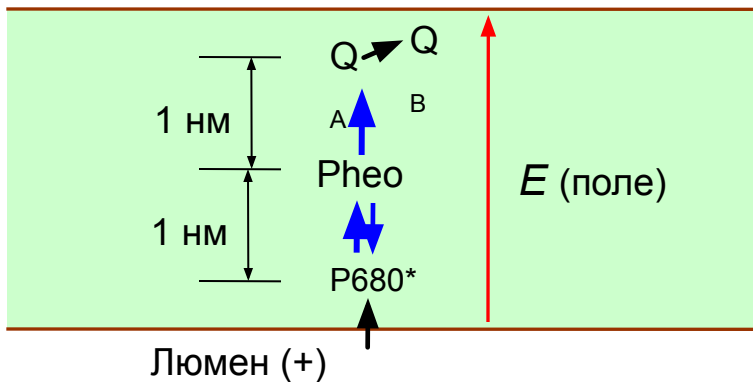 Q Q
1 нм
A
B
Pheo
E (поле)
1 нм
P680*
Люмен (+)